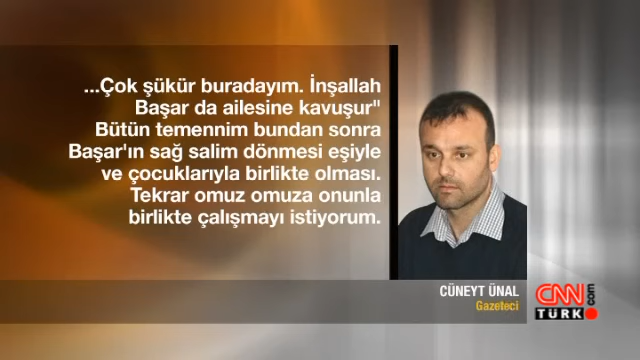 ...Çok şükür buradayım. İnşallah
Başar da ailesine kavuşur"
Bütün temennim bundan sonra
Başar'ın sağ salim dönmesi eşiyle
ve çocuklarıyla birlikte olması.
Tekrar omuz omuza onunla
birlikte çalışmayı istiyorum.
CÜNEYT ÜNAL
Gazeteci
CNN
TÜRK
.com